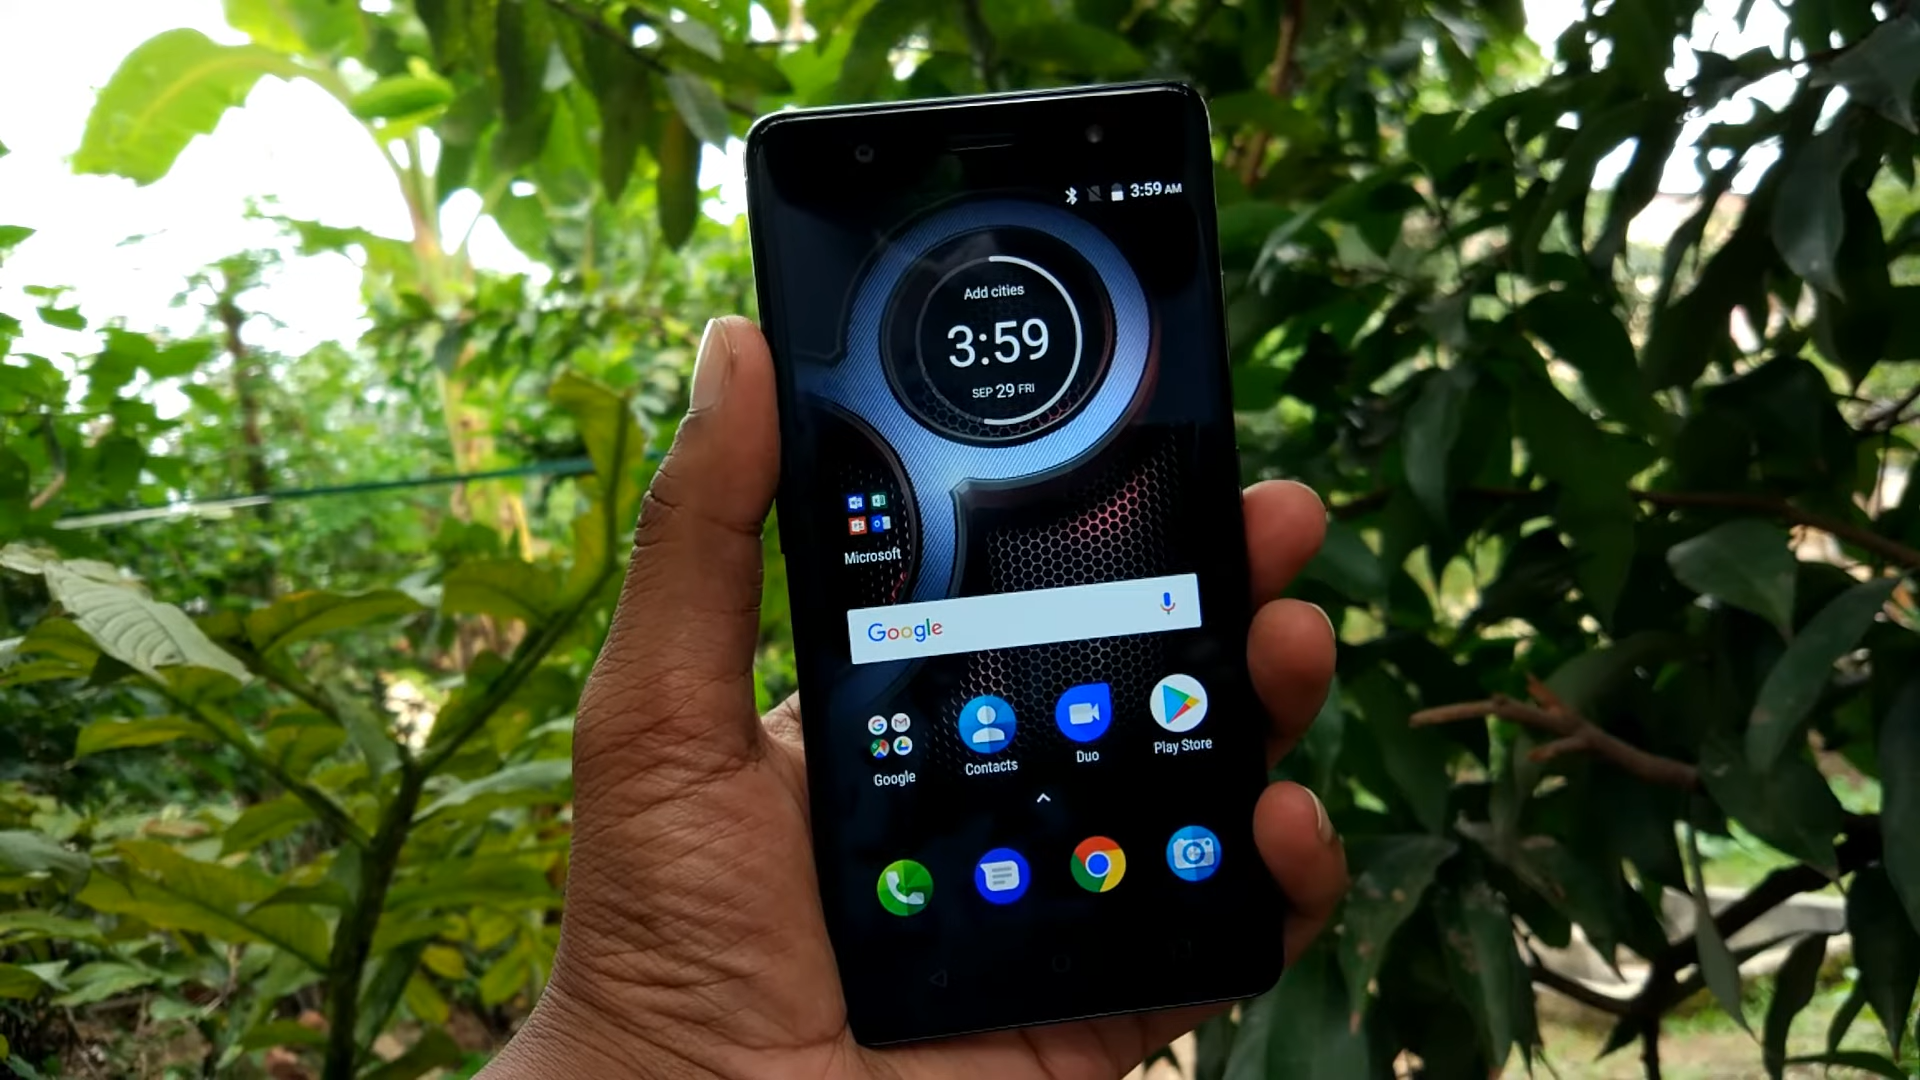 3:59 AM
Add cities
3:59
SEP 29 FRI
Microsoft
Google
Google
Contacts
Duo
Play Store